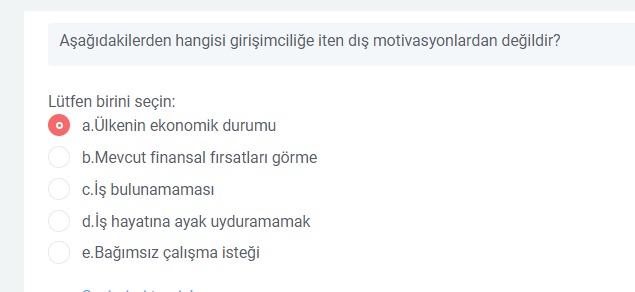 Aşağıdakilerden hangisi girişimciliğe iten dış motivasyonlardan değildir?
Lütfen birini seçin:
a.Ülkenin ekonomik durumu
b.Mevcut finansal fırsatları görme
c.İş bulunamaması
d.İş hayatına ayak uyduramamak
e.Bağımsız çalışma isteği